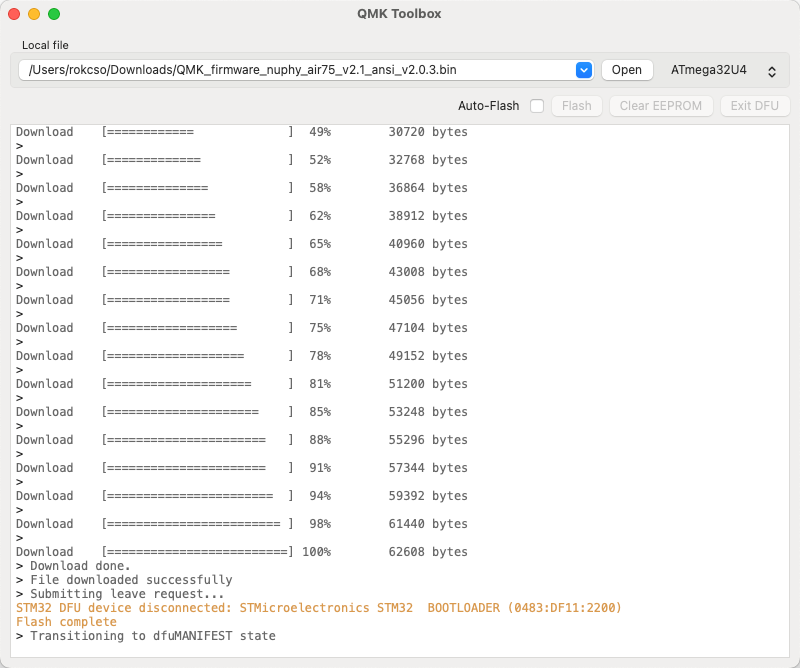 QMK Toolbox
Local file
/Users/rokcso/Downloads/QMK_firmware_nuphy_air75_v2.1_ansi_v2.0.3.bin Open ATmega32U4
Auto-Flash Flash Clear EEPROM Exit DFU
Download    [============             ]  49%        30720 bytes
>
Download    [=============            ]  52%        32768 bytes
>
Download    [==============           ]  58%        36864 bytes
>
Download    [===============          ]  62%        38912 bytes
>
Download    [================         ]  65%        40960 bytes
>
Download    [=================        ]  68%        43008 bytes
>
Download    [=================        ]  71%        45056 bytes
>
Download    [==================       ]  75%        47104 bytes
>
Download    [===================      ]  78%        49152 bytes
>
Download    [====================     ]  81%        51200 bytes
>
Download    [=====================    ]  85%        53248 bytes
>
Download    [======================   ]  88%        55296 bytes
>
Download    [======================   ]  91%        57344 bytes
>
Download    [=======================  ]  94%        59392 bytes
>
Download    [======================== ]  98%        61440 bytes
>
Download    [=========================] 100%        62608 bytes
> Download done.
> File downloaded successfully
> Submitting leave request...
STM32 DFU device disconnected: STMicroelectronics STM32  BOOTLOADER (0483:DF11:2200)
Flash complete
> Transitioning to dfuMANIFEST state